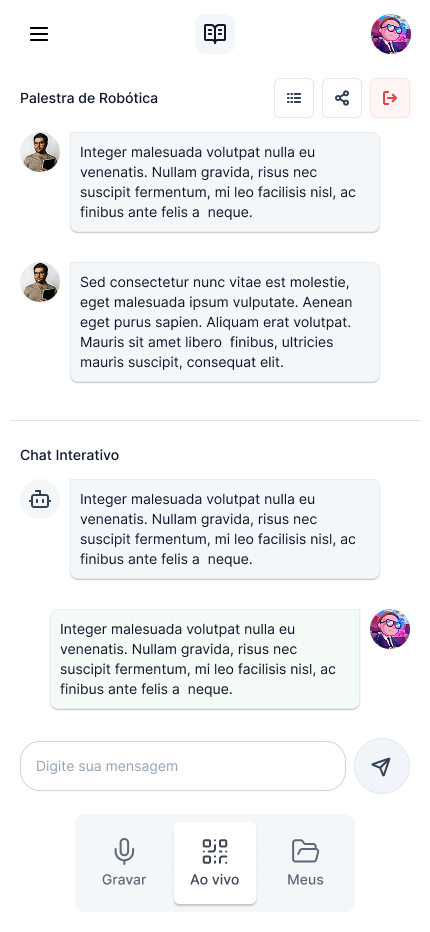 Palestra de Robótica
Integer malesuada volutpat nulla eu
venenatis. Nullam gravida, risus nec
suscipit fermentum, mi leo facilisis nisl, ac
finibus ante felis a  neque.
Sed consectetur nunc vitae est molestie,
eget malesuada ipsum vulputate. Aenean
eget purus sapien. Aliquam erat volutpat.
Mauris sit amet libero  finibus, ultricies
mauris suscipit, consequat elit.
Chat Interativo
Integer malesuada volutpat nulla eu
venenatis. Nullam gravida, risus nec
suscipit fermentum, mi leo facilisis nisl, ac
finibus ante felis a  neque.
Integer malesuada volutpat nulla eu
venenatis. Nullam gravida, risus nec
suscipit fermentum, mi leo facilisis nisl, ac
finibus ante felis a  neque.
Digite sua mensagem
Gravar
Ao vivo
Meus